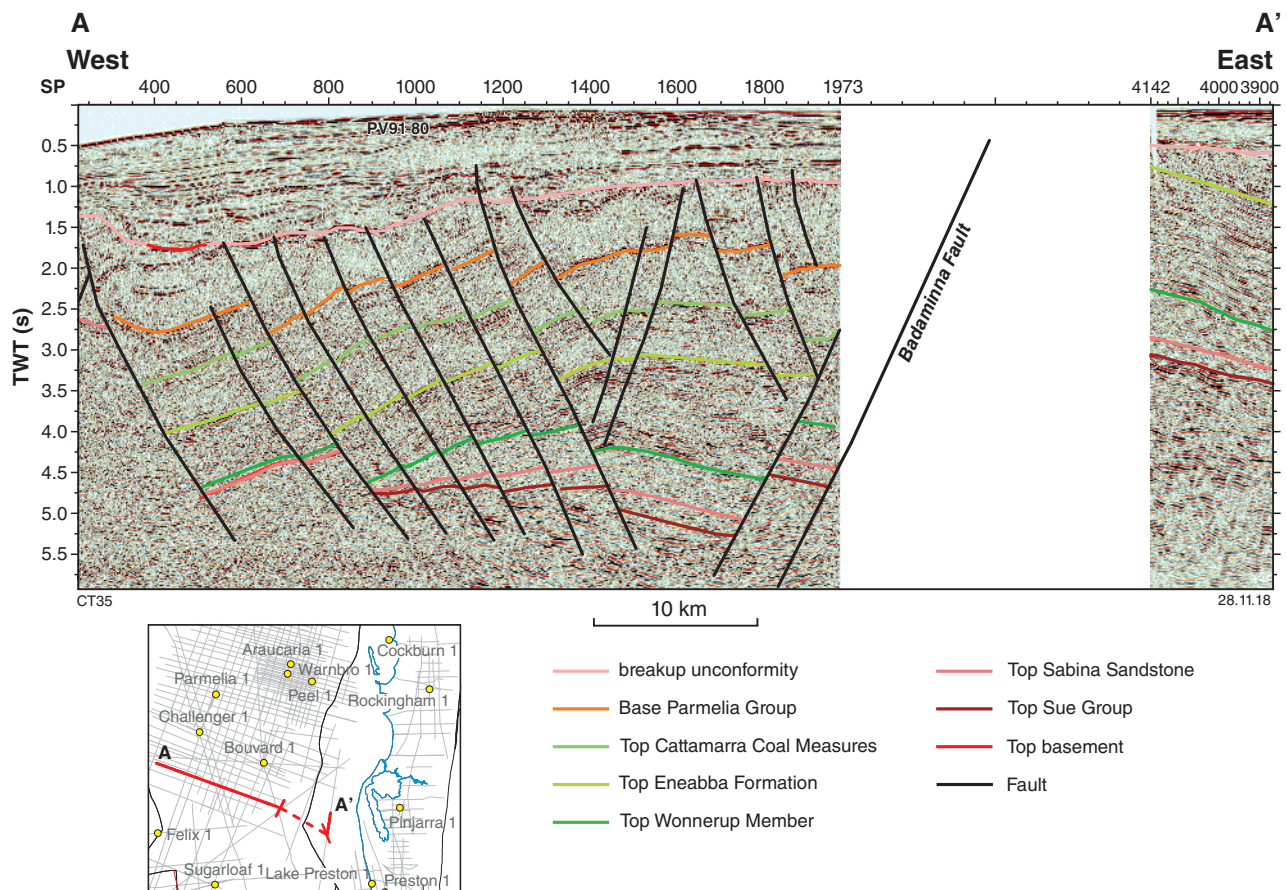 A
A’
West
East
SP
400
600
800
1000
1200
1400
1600
1800
1973
4142
4000
3900
PV91-80
0.5
1.0
1.5
2.0
2.5
3.0
3.5
4.0
4.5
5.0
5.5
TWT (s)
Badaminna Fault
CT35
10 km
28.11.18
Araucaria 1
Cockburn 1
Warnbro 1
Parmelia 1
Peel 1
Rockingham 1
Challenger 1
Bouvard 1
A
A’
Pinjarra 1
Felix 1
Sugarloaf 1
Lake Preston 1
Preston 1
breakup unconformity
Base Parmelia Group
Top Cattamarra Coal Measures
Top Eneabba Formation
Top Wonnerup Member
Top Sabina Sandstone
Top Sue Group
Top basement
Fault